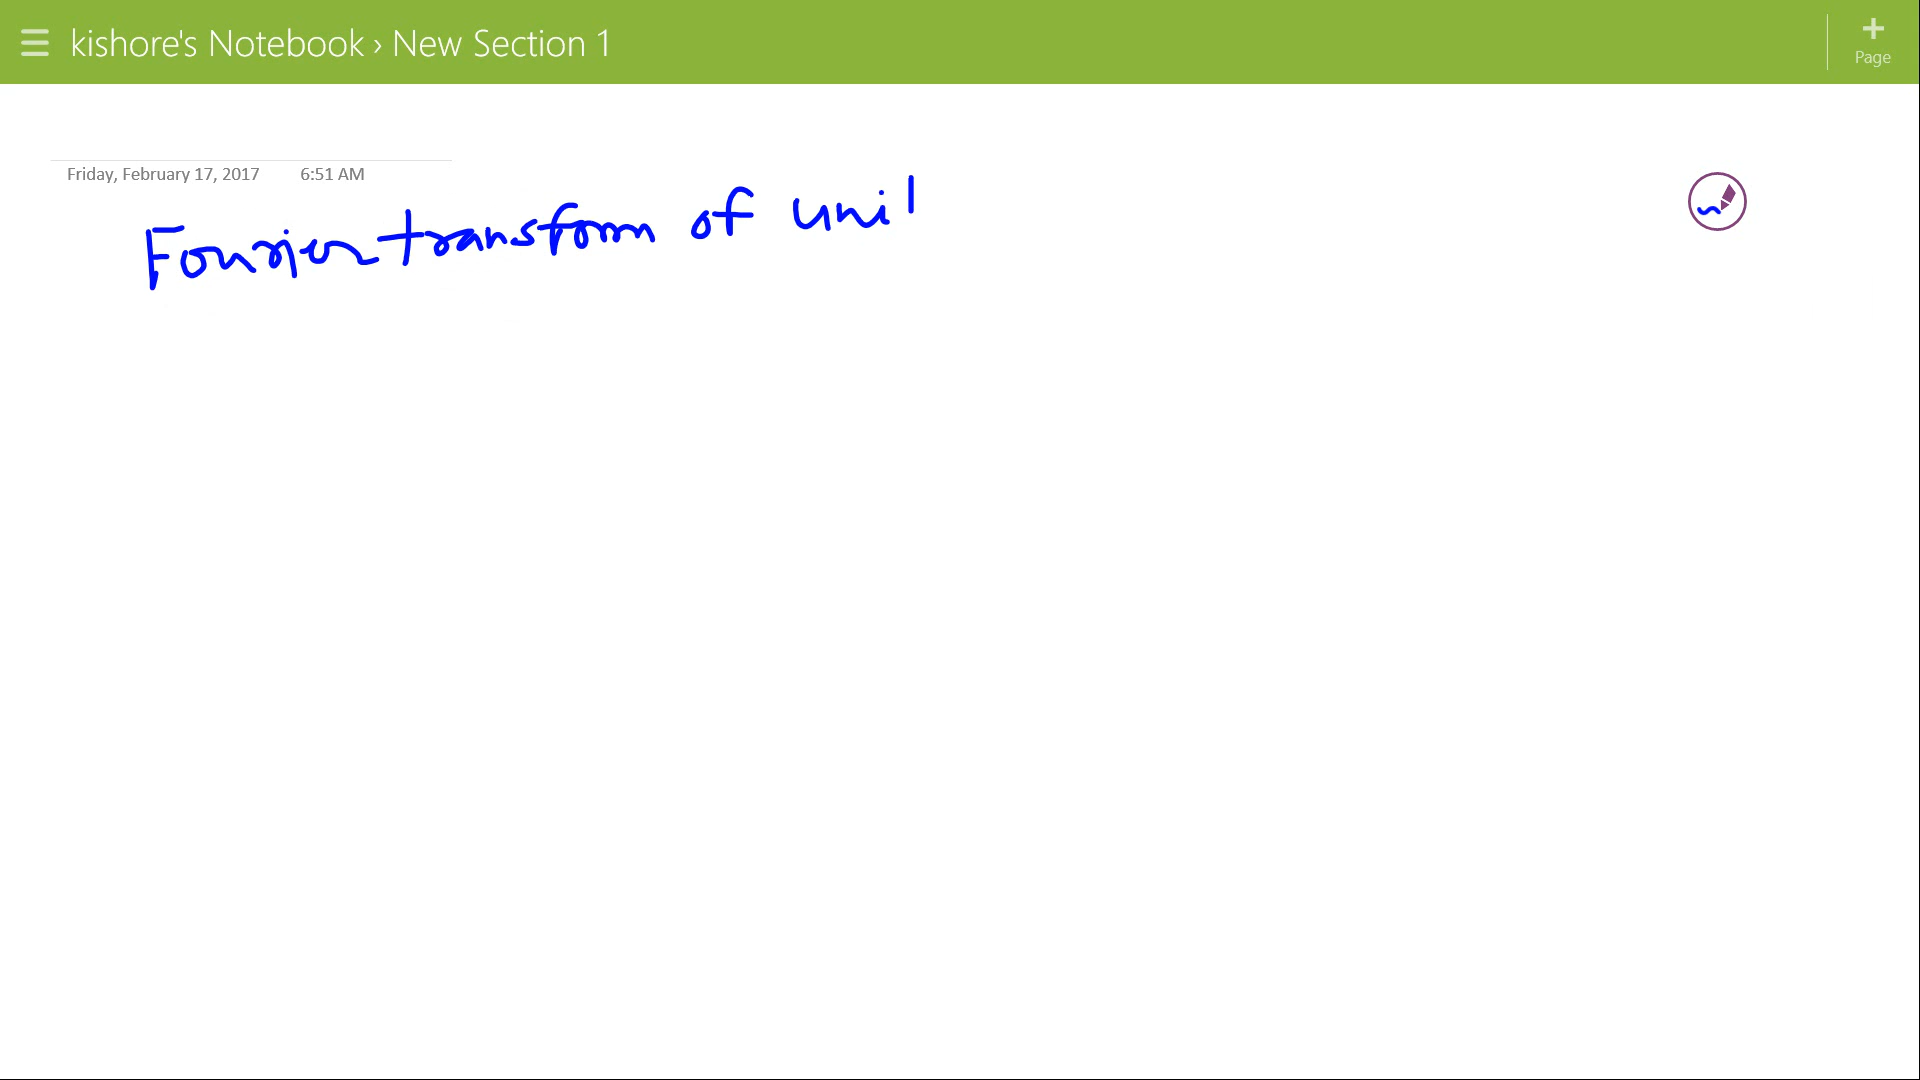 kishore's Notebook › New Section 1
Page
Friday, February 17, 2017 6:51 AM
Fourier transform of uni